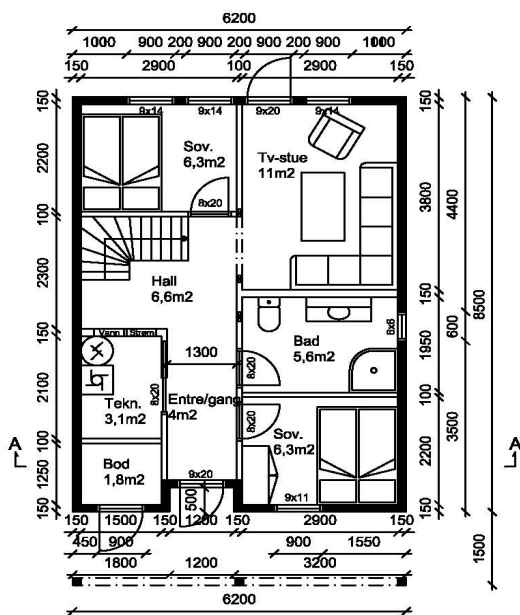 6200
1000 900 200 900 900 200 900
150 2900 100 2900 150
9x14 9x14 9x20 9x14
Sov.
6,3m2
Tv-stue
11m2
8x20
Hall
6,6m2
Vann || Strøm
1300
Bad
5,6m2
6x6
8x20
8x20
Tekn.
3,1m2
Entre/gang
4m2
8x20
Sov.
6,3m2
Bod
1,8m2
9x20
500
9x11
A
A
150
2200
100
2300
150
2100
100
1250
150
150
3800
150
1950
100
2200
150
4400
600
3500
8500
1500
150 1500 150 1200 150 2900 150
450 900 900 1550
1800 1200 3200
6200